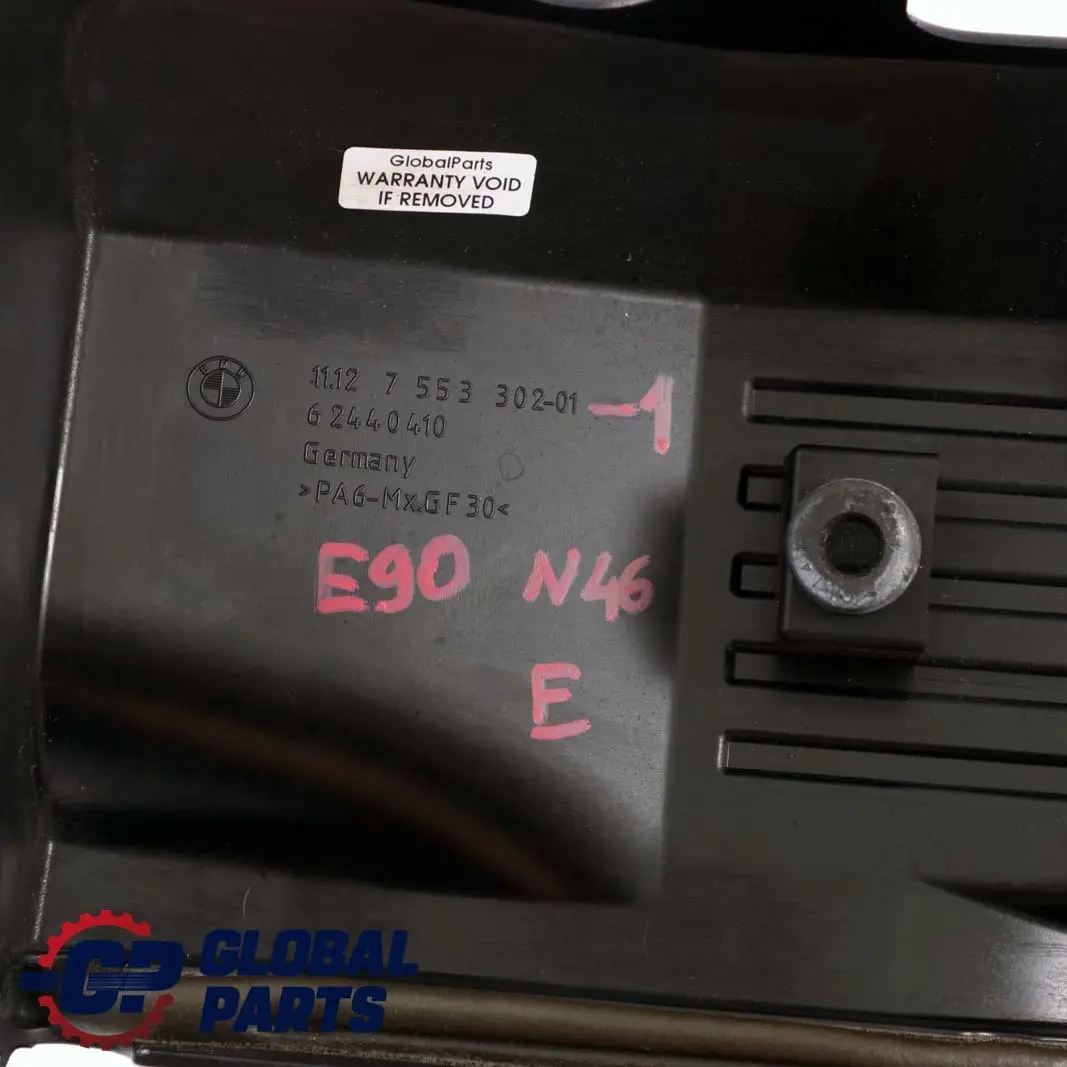 GlobalParts
WARRANTY VOID
IF REMOVED
11.12 7 553 302-01 -1
6 2440410
Germany
>PA6-Mx.GF30<
E90 N46
E
GP GLOBAL
PARTS